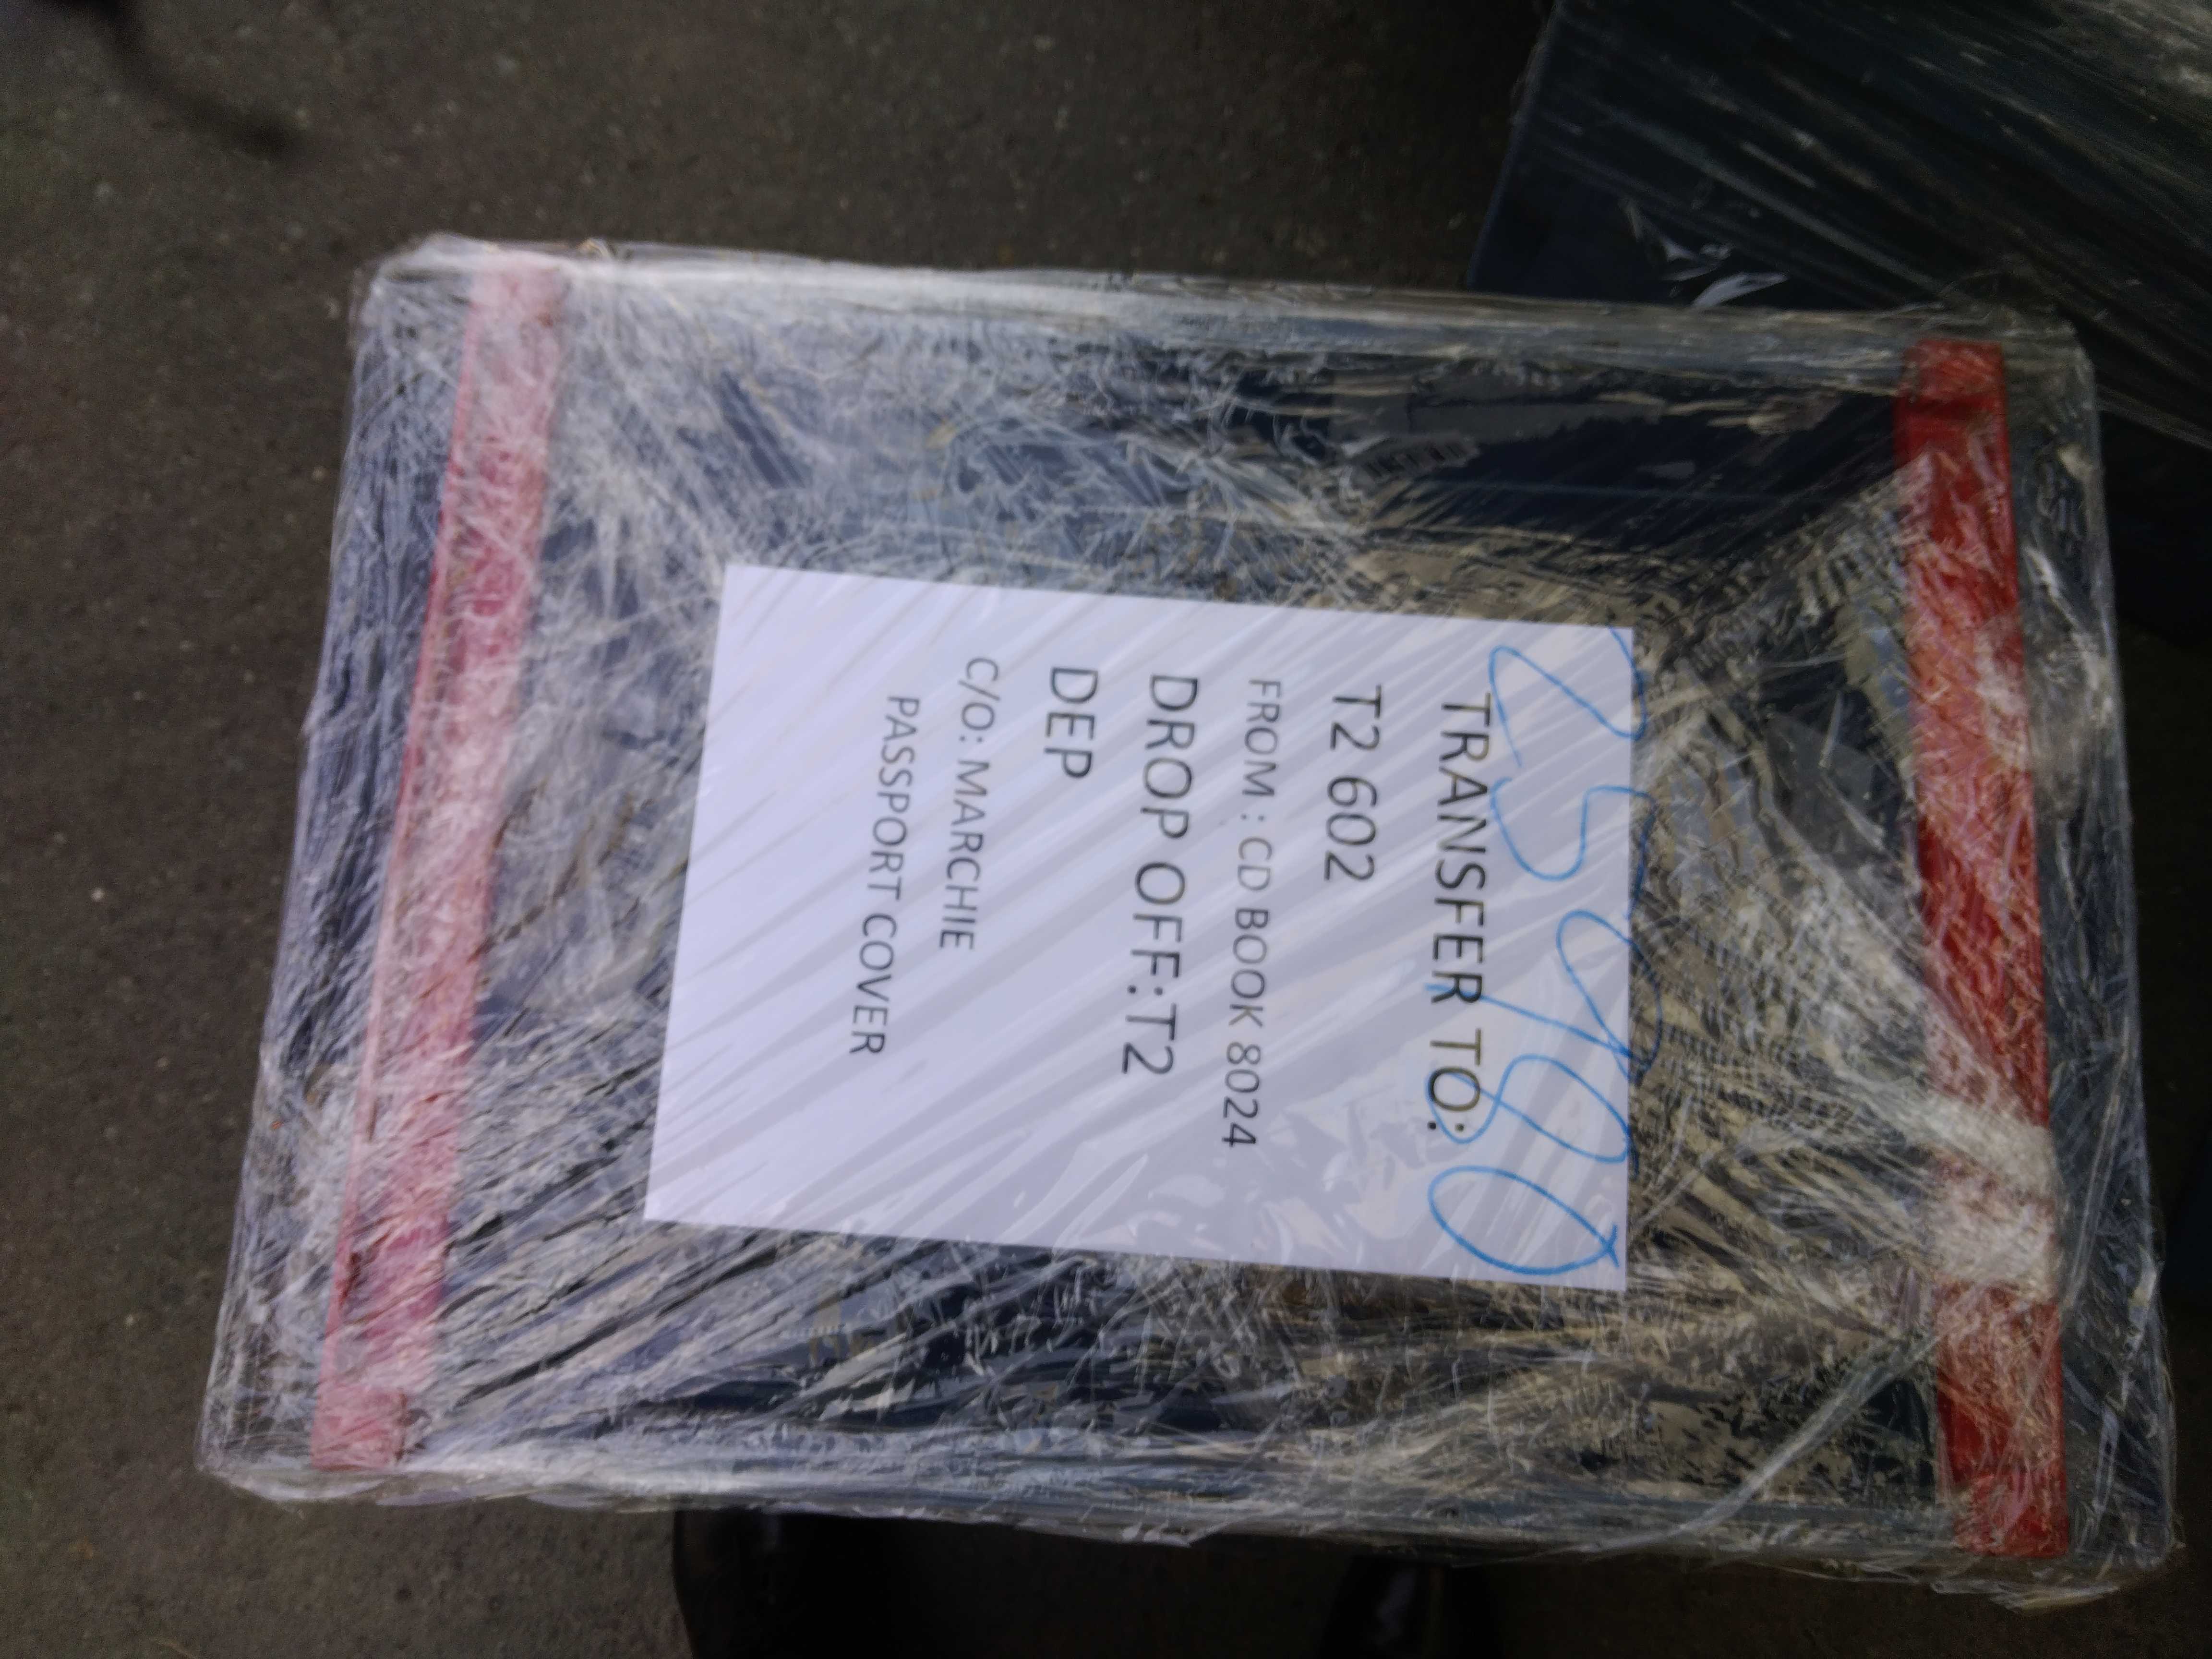 TRANSFER TO:
T2 602
FROM : CD BOOK 8024
DROP OFF: T2
DEP
C/O: MARCHIE
PASSPORT COVER